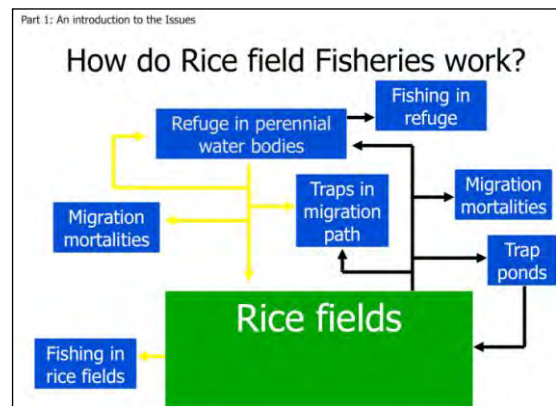 Part 1: An introduction to the Issues
How do Rice field Fisheries work?
Fishing in
refuge
Refuge in perennial
water bodies
Migration
mortalities
Traps in
migration
path
Migration
mortalities
Trap
ponds
Rice fields
Fishing in
rice fields